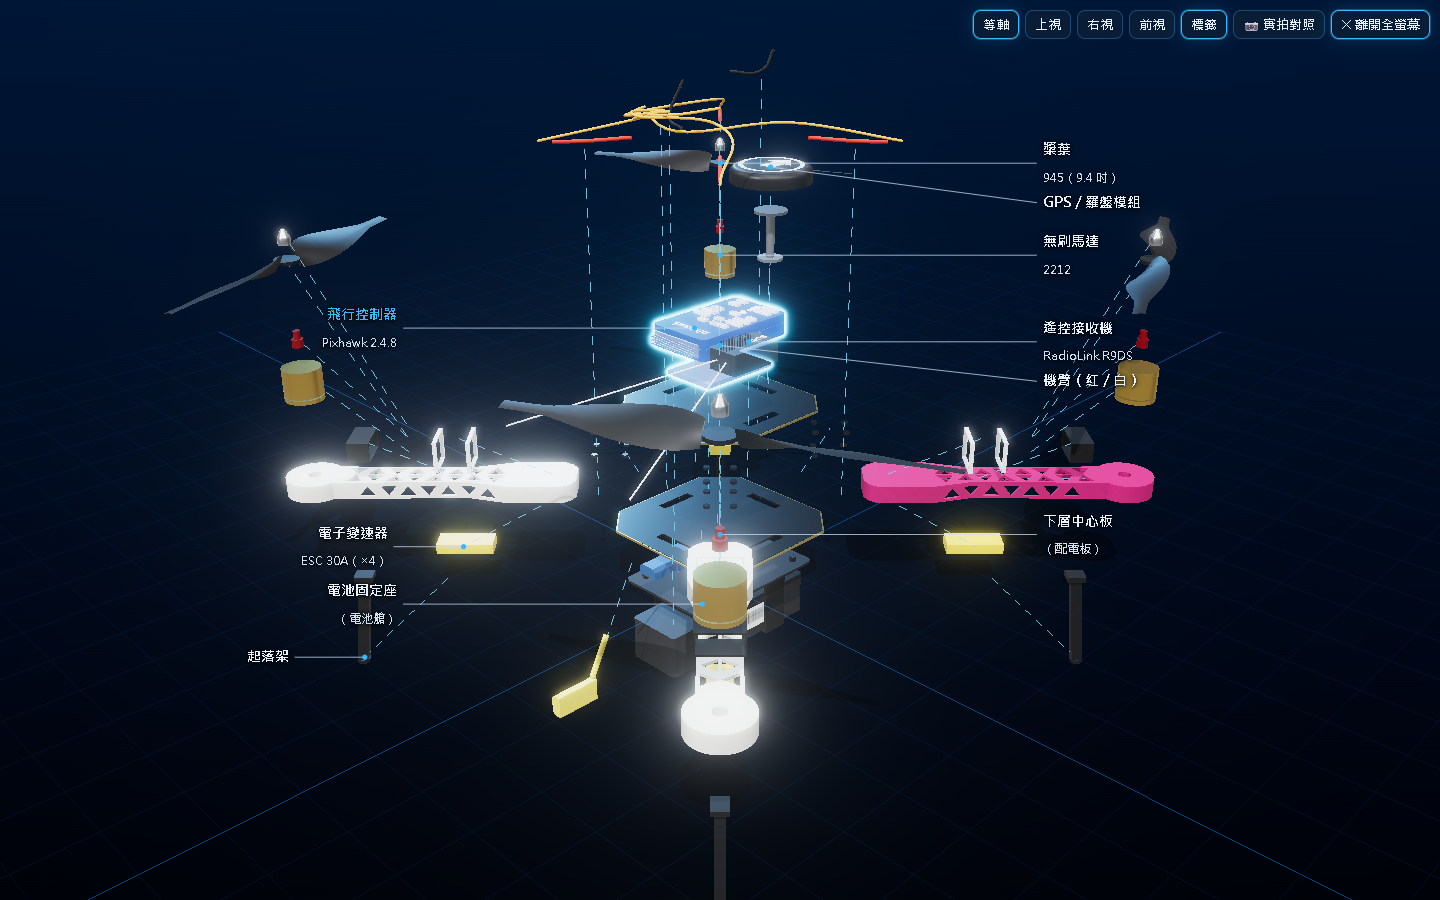 等軸
上視
右視
前視
標籤
實拍對照
× 離開全螢幕
槳葉
945 ( 9.4 吋 )
GPS / 羅盤模組
無刷馬達
2212
飛行控制器
Pixhawk 2.4.8
遙控接收機
RadioLink R9DS
機臂 ( 紅 / 白 )
電子變速器
ESC 30A ( ×4 )
下層中心板
( 配電板 )
電池固定座
( 電池艙 )
起落架